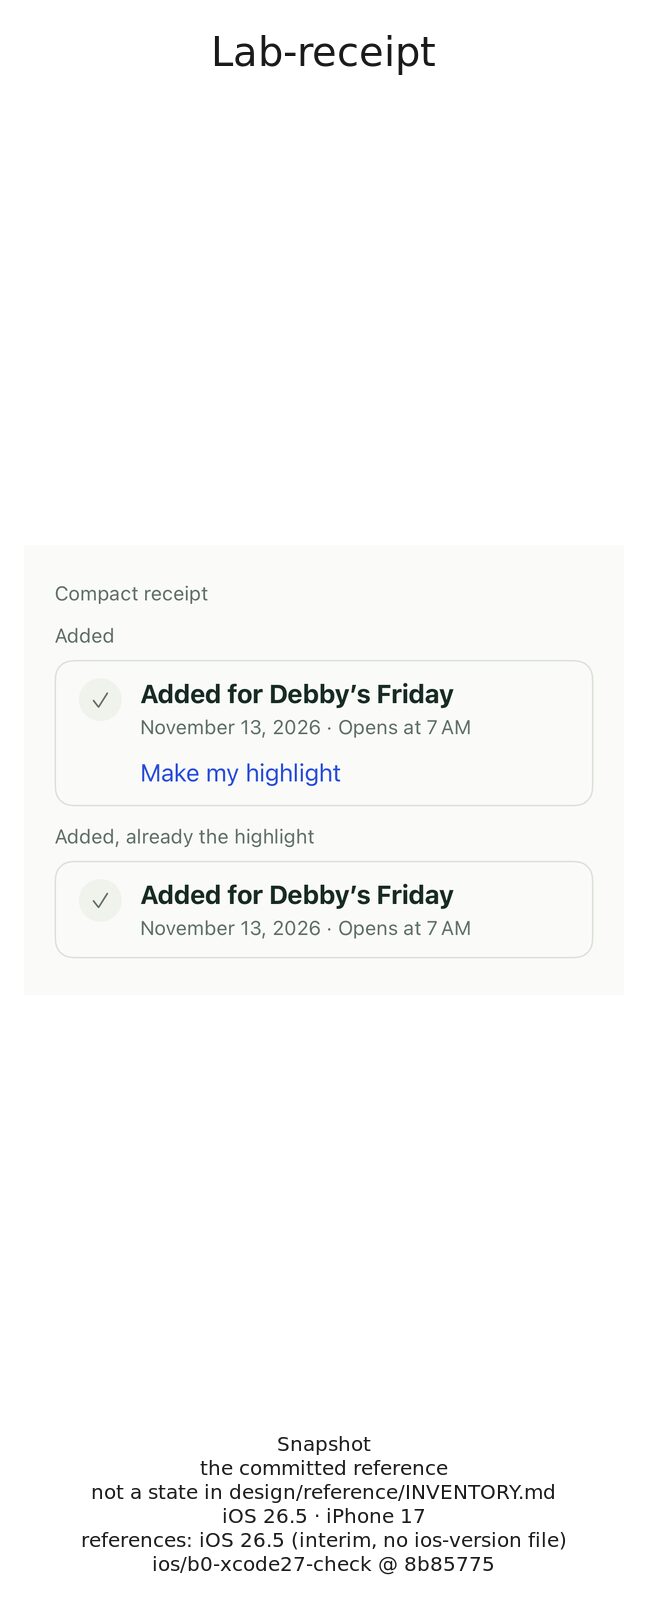 Lab-receipt
Compact receipt
Added
Added for Debby’s Friday
November 13, 2026 · Opens at 7 AM
Make my highlight
Added, already the highlight
Added for Debby’s Friday
November 13, 2026 · Opens at 7 AM
Snapshot
the committed reference
not a state in design/reference/INVENTORY.md
iOS 26.5 · iPhone 17
references: iOS 26.5 (interim, no ios-version file)
ios/b0-xcode27-check @ 8b85775